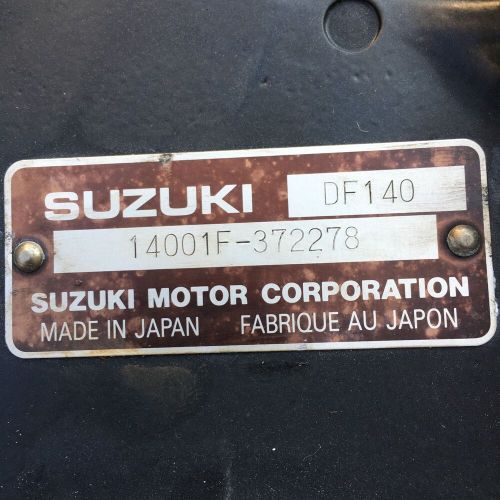 SUZUKI DF140
14001F-372278
SUZUKI MOTOR CORPORATION
MADE IN JAPAN FABRIQUE AU JAPON